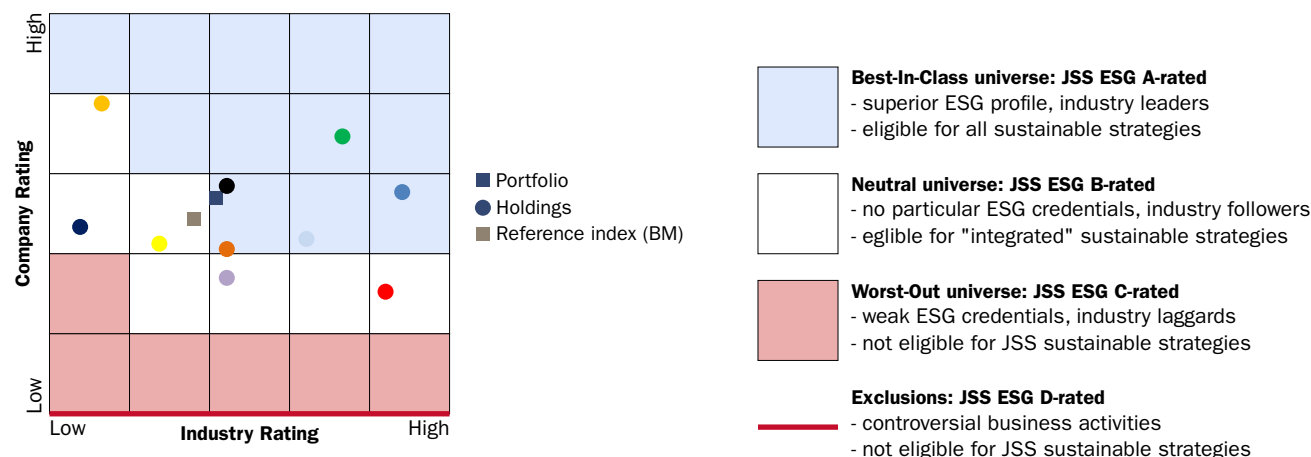 High
Company Rating
Low
Low
Industry Rating
High
Portfolio
Holdings
Reference index (BM)
Best-In-Class universe: JSS ESG A-rated
- superior ESG profile, industry leaders
- eligible for all sustainable strategies
Neutral universe: JSS ESG B-rated
- no particular ESG credentials, industry followers
- eglible for "integrated" sustainable strategies
Worst-Out universe: JSS ESG C-rated
- weak ESG credentials, industry laggards
- not eligible for JSS sustainable strategies
Exclusions: JSS ESG D-rated
- controversial business activities
- not eligible for JSS sustainable strategies